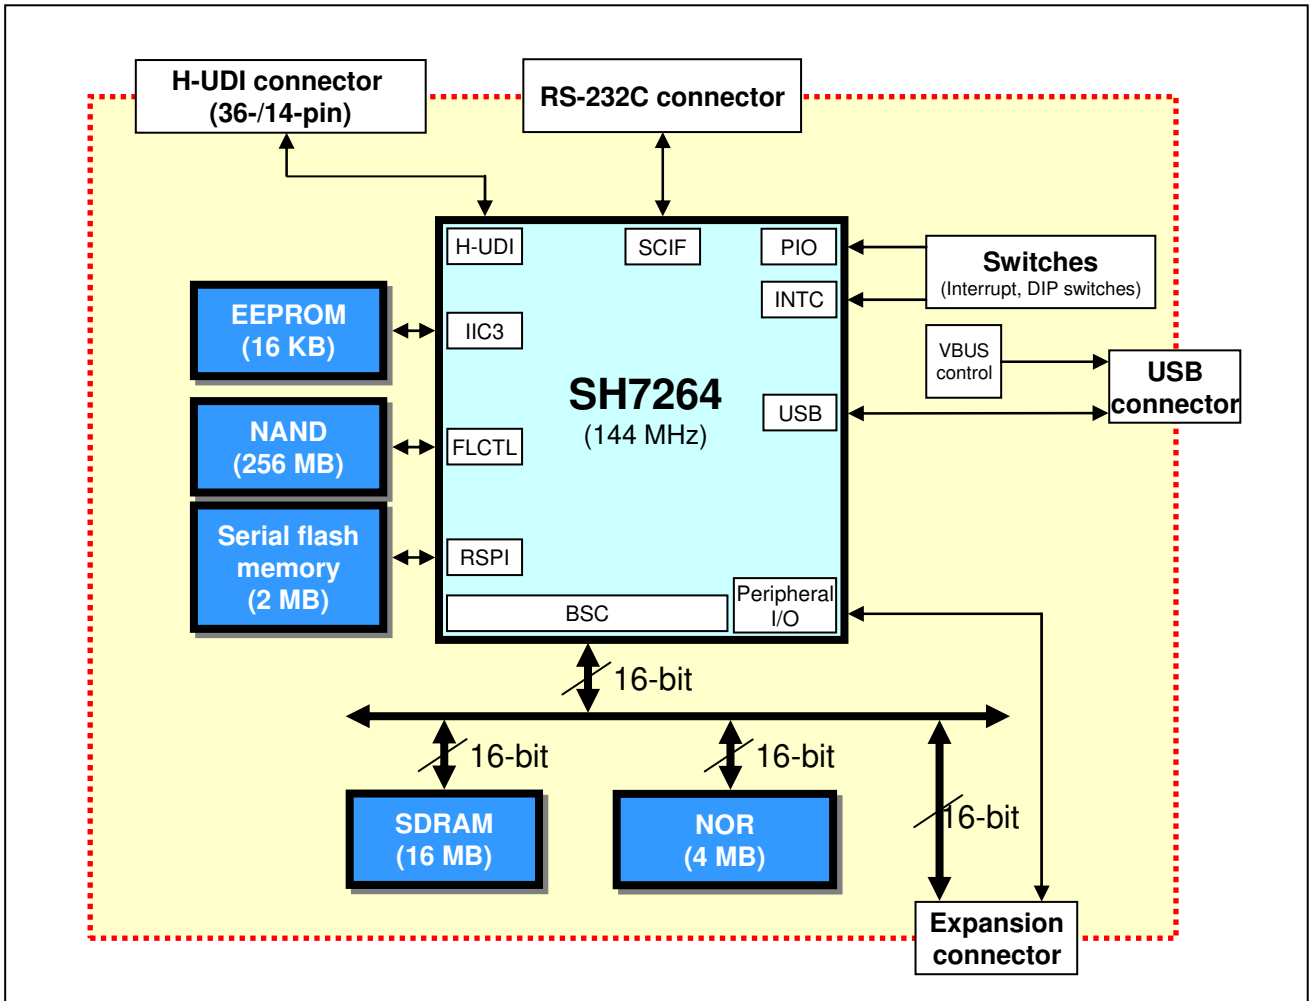 H-UDI connector
(36-/14-pin)
RS-232C connector
H-UDI
SCIF
PIO
Switches
(Interrupt, DIP switches)
INTC
EEPROM
(16 KB)
IIC3
VBUS
control
USB
connector
SH7264
(144 MHz)
USB
NAND
(256 MB)
FLCTL
Serial flash
memory
(2 MB)
RSPI
BSC
Peripheral
I/O
16-bit
16-bit
16-bit
16-bit
SDRAM
(16 MB)
NOR
(4 MB)
Expansion
connector